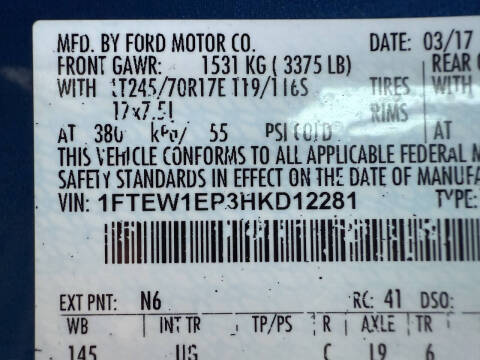 MFD. BY FORD MOTOR CO. DATE: 03/17
FRONT GAWR: 1531 KG ( 3375 LB) REAR
WITH LT245/70R17E 119/116S TIRES WITH
17x7.5J RIMS
AT 380 kPa/ 55 PSI COLD AT
THIS VEHICLE CONFORMS TO ALL APPLICABLE FEDERAL
SAFETY STANDARDS IN EFFECT ON THE DATE OF MANUFA
VIN: 1FTEW1EP3HKD12281 TYPE:
EXT PNT: N6 RC: 41 DSO:
WB INT TR TP/PS R AXLE TR
145 UG C 19 6